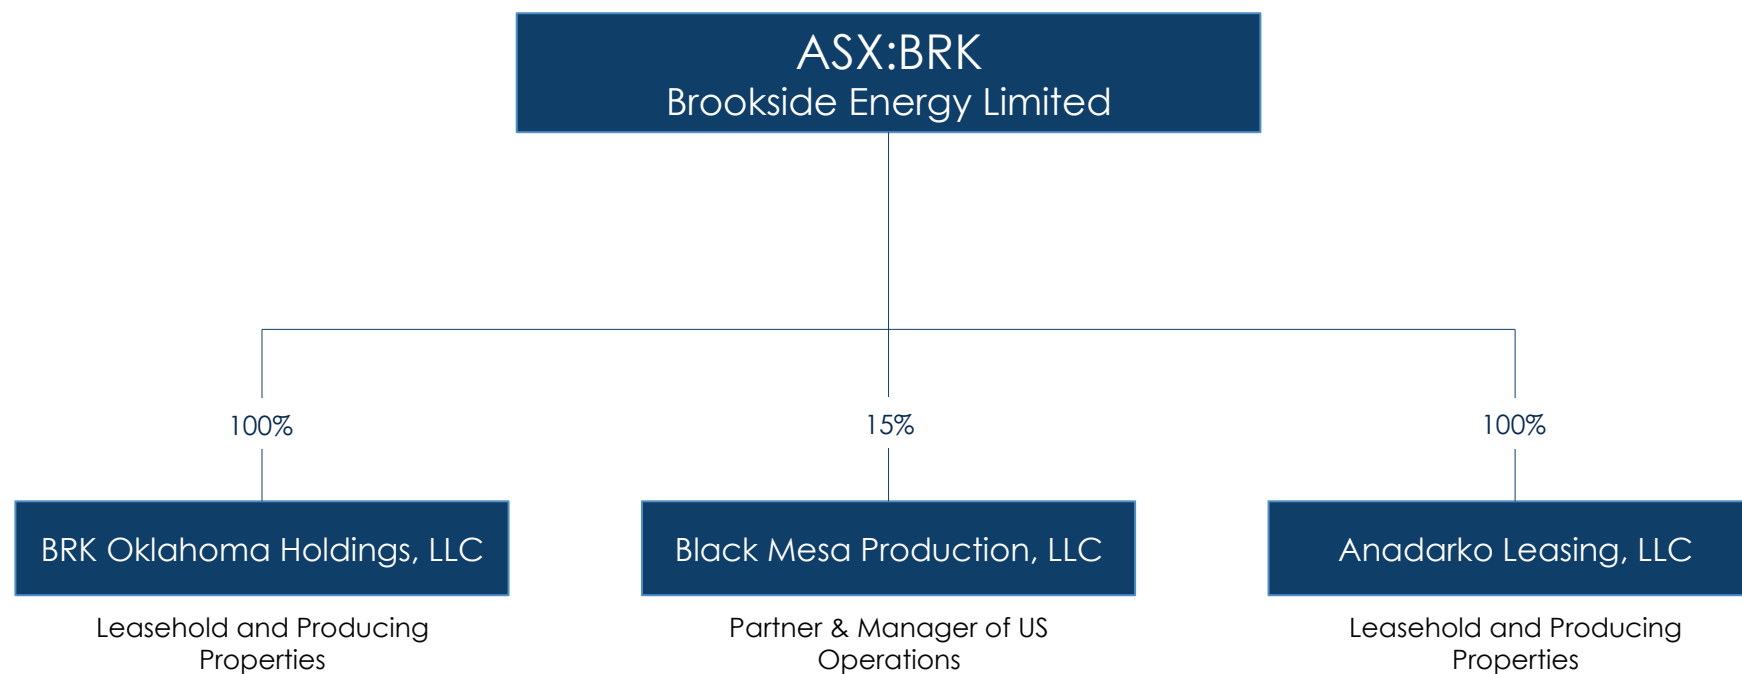 ASX:BRK
Brookside Energy Limited
100%
15%
100%
BRK Oklahoma Holdings, LLC
Black Mesa Production, LLC
Anadarko Leasing, LLC
Leasehold and Producing
Properties
Partner & Manager of US
Operations
Leasehold and Producing
Properties